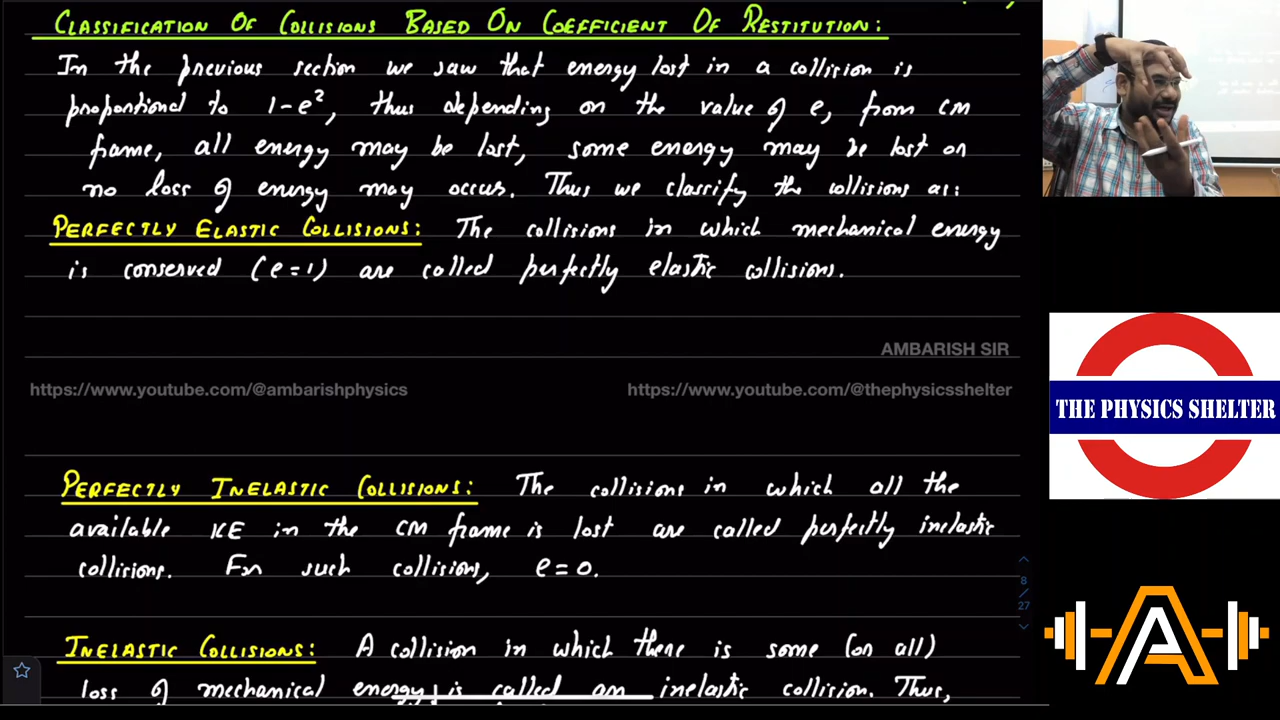 CLASSIFICATION OF COLLISIONS BASED ON COEFFICIENT OF RESTITUTION:
In the previous section we saw that energy lost in a collision is
proportional to 1-e², thus depending on the value of e, from CM
frame, all energy may be lost, some energy may be lost or
no loss of energy may occur. Thus we classify the collisions as:
PERFECTLY ELASTIC COLLISIONS: The collisions in which mechanical energy
is conserved (e=1) are called perfectly elastic collisions.
AMBARISH SIR
https://www.youtube.com/@ambarishphysics https://www.youtube.com/@thephysicsshelter
THE PHYSICS SHELTER
PERFECTLY INELASTIC COLLISIONS: The collisions in which all the
available KE in the CM frame is lost are called perfectly inelastic
collisions. For such collisions, e=0.
8
/
27
INELASTIC COLLISIONS: A collision in which there is some (or all)
loss of mechanical energy is called an inelastic collision. Thus,